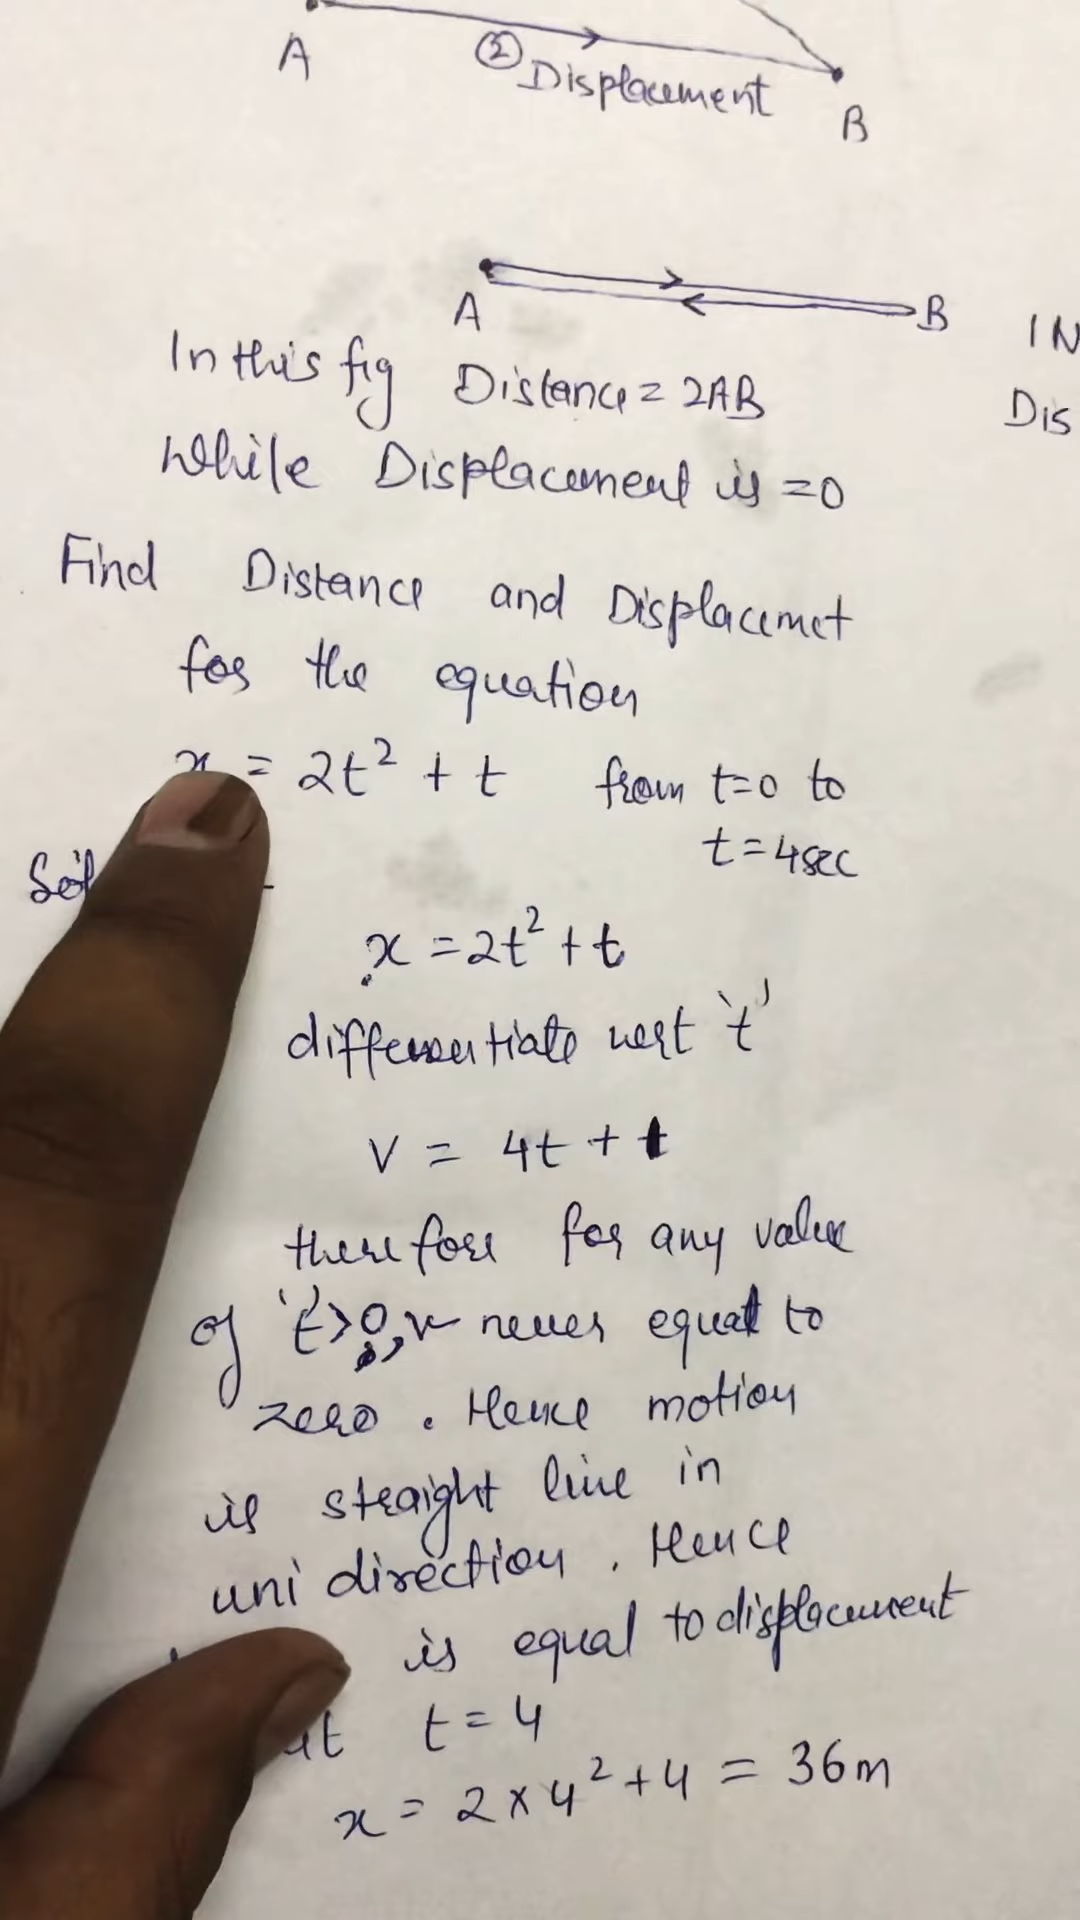 A
② Displacement
B
A
B
IN
In this fig Distance = 2AB
Dis
While Displacement is = 0
Find Distance and Displacemet
for the equation
x = 2t² + t from t=0 to
t=4sec
Sol
x = 2t² + t
differentiate wrt 't'
V = 4t + 1
therefore for any value
of 't'>0, v never equal to
zero. Hence motion
is straight line in
uni direction. Hence
is equal to displacement
t = 4
x = 2 x 4² + 4 = 36m